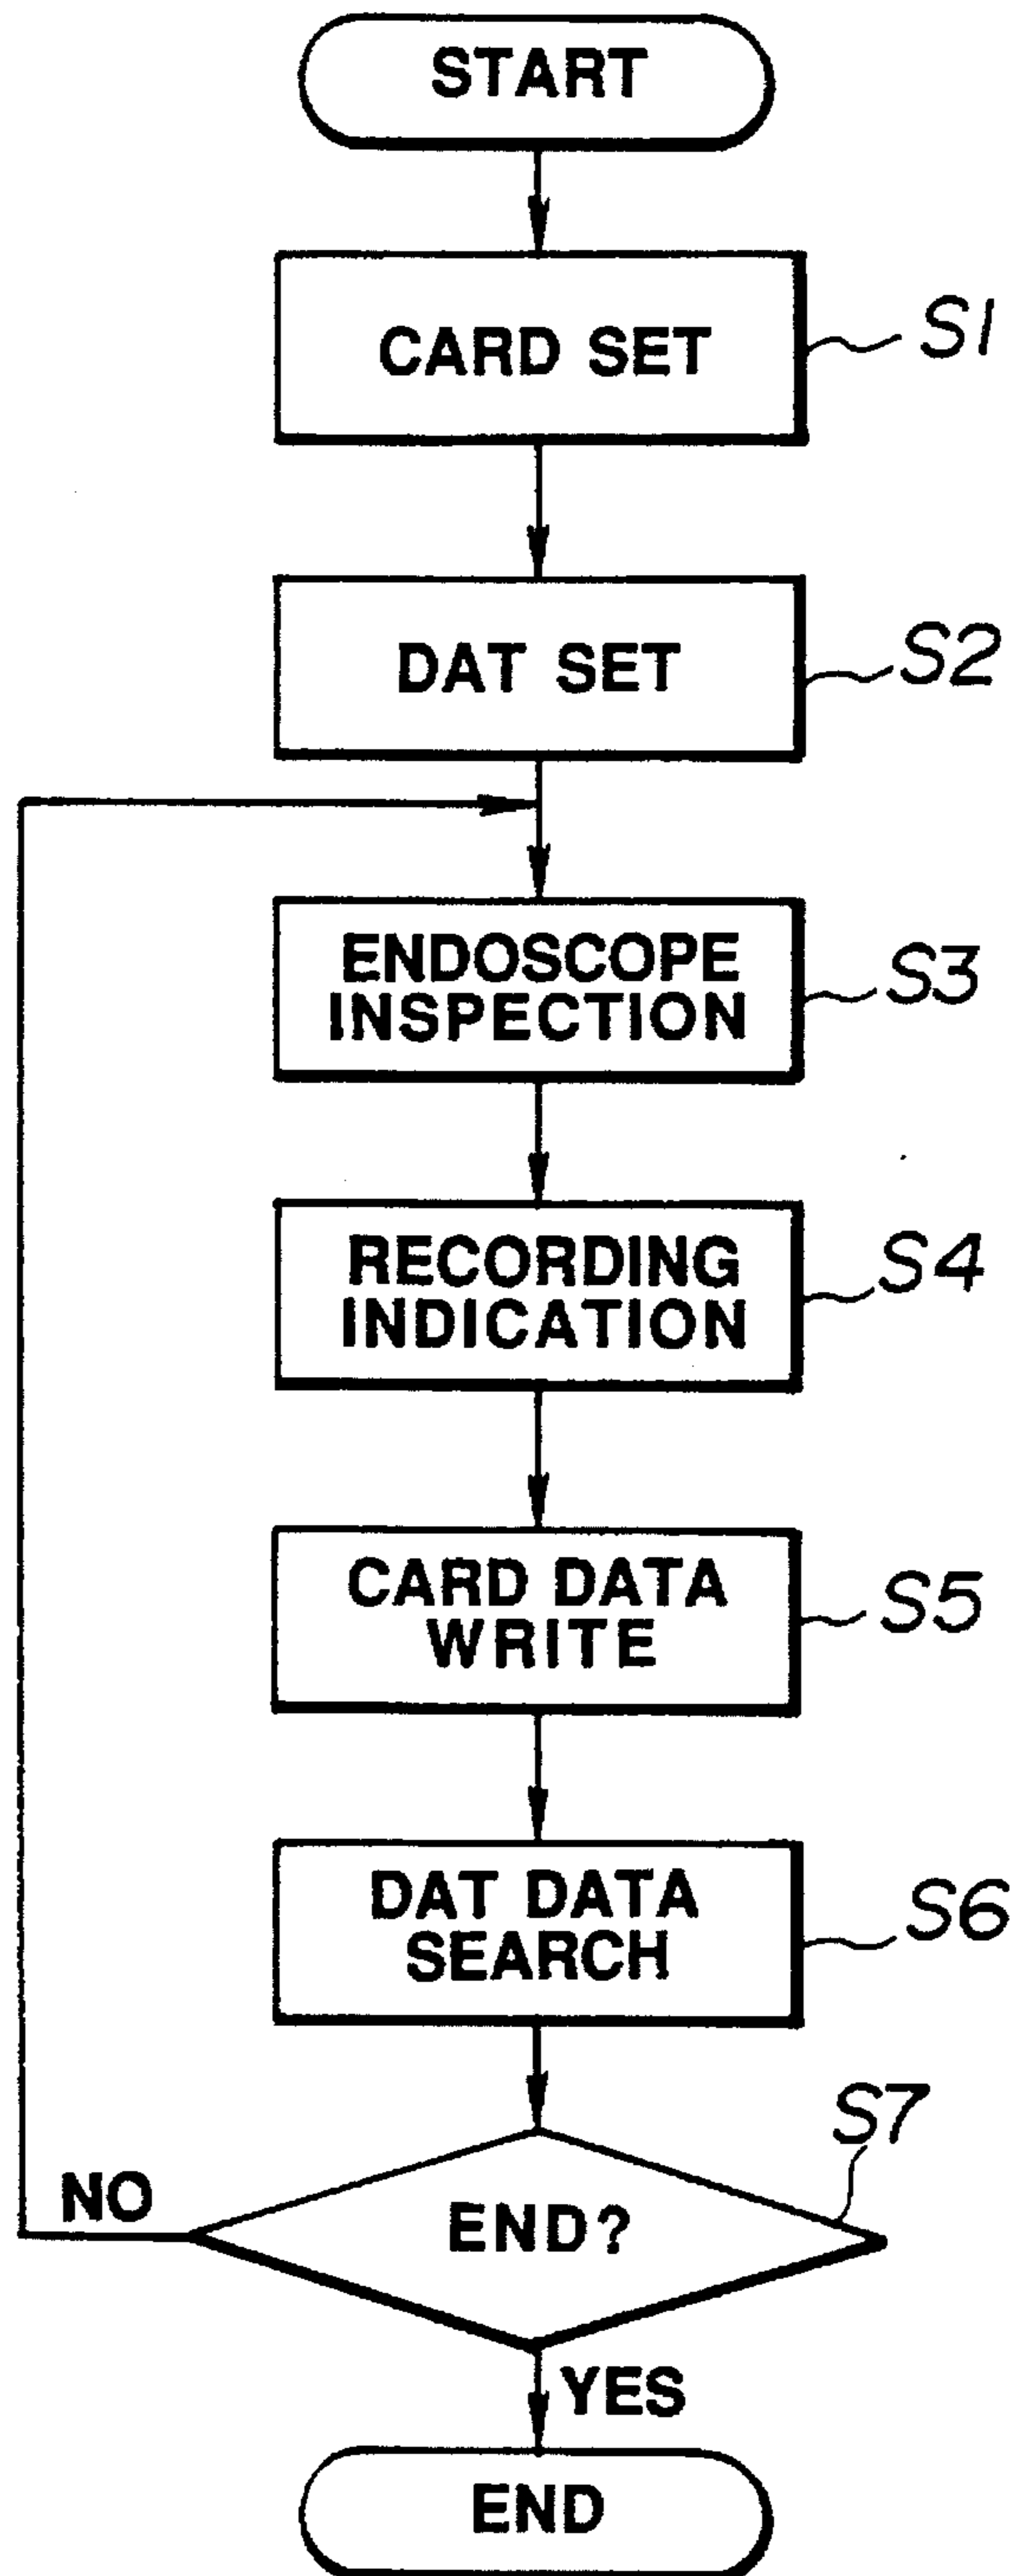 START
CARD SET
S1
DAT SET
S2
ENDOSCOPE
INSPECTION
S3
RECORDING
INDICATION
S4
CARD DATA
WRITE
S5
DAT DATA
SEARCH
S6
S7
NO
END?
YES
END